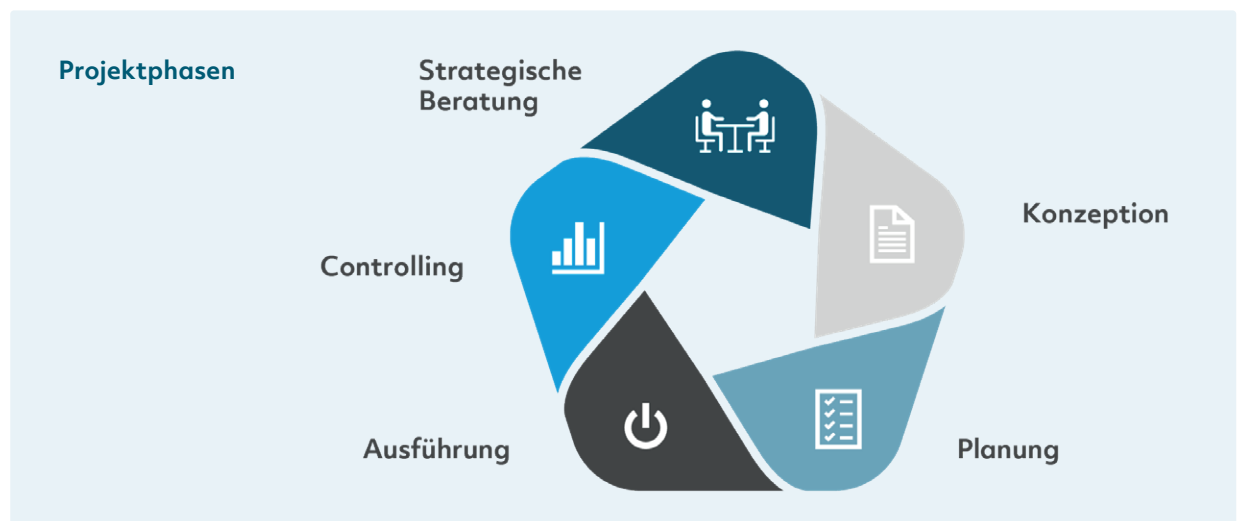 Projektphasen
Strategische
Beratung
Konzeption
Controlling
Ausführung
Planung